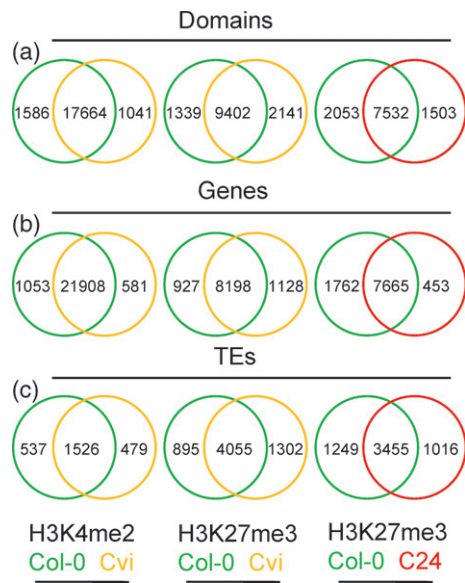 Domains
(a)
1586 17664 1041 1339 9402 2141 2053 7532 1503
Genes
(b)
1053 21908 581 927 8198 1128 1762 7665 453
TEs
(c)
537 1526 479 895 4055 1302 1249 3455 1016
H3K4me2 H3K27me3 H3K27me3
Col-0 Cvi Col-0 Cvi Col-0 C24